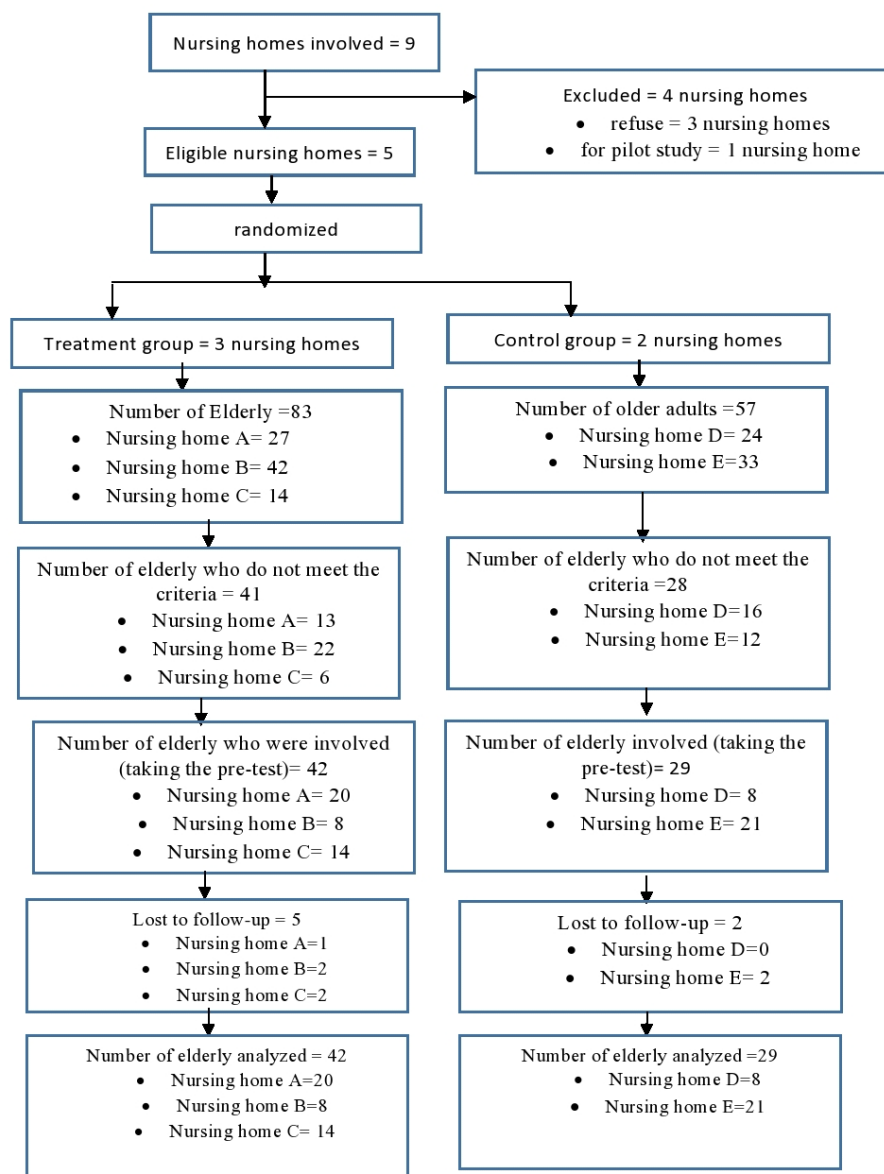 Nursing homes involved = 9
Excluded = 4 nursing homes
• refuse = 3 nursing homes
• for pilot study = 1 nursing home
Eligible nursing homes = 5
randomized
Treatment group = 3 nursing homes
Control group = 2 nursing homes
Number of Elderly =83
• Nursing home A= 27
• Nursing home B= 42
• Nursing home C= 14
Number of older adults =57
• Nursing home D= 24
• Nursing home E=33
Number of elderly who do not meet the
criteria = 41
• Nursing home A= 13
• Nursing home B= 22
• Nursing home C= 6
Number of elderly who do not meet the
criteria =28
• Nursing home D=16
• Nursing home E=12
Number of elderly who were involved
(taking the pre-test)= 42
• Nursing home A= 20
• Nursing home B= 8
• Nursing home C= 14
Number of elderly involved (taking the
pre-test)= 29
• Nursing home D= 8
• Nursing home E= 21
Lost to follow-up = 5
• Nursing home A=1
• Nursing home B=2
• Nursing home C=2
Lost to follow-up = 2
• Nursing home D=0
• Nursing home E= 2
Number of elderly analyzed = 42
• Nursing home A=20
• Nursing home B=8
• Nursing home C= 14
Number of elderly analyzed =29
• Nursing home D=8
• Nursing home E=21